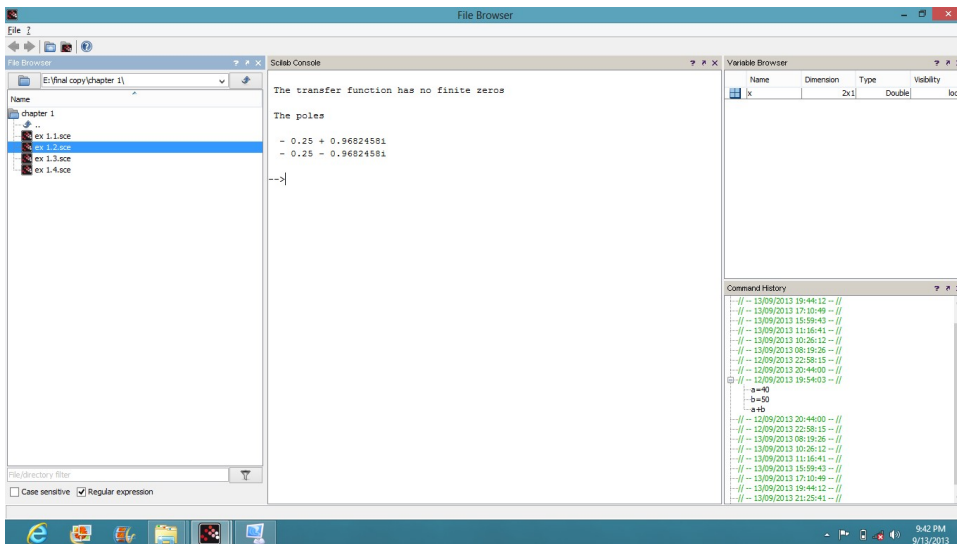 File Browser
File ?
File Browser
E:\final copy\chapter 1\
Name
chapter 1
..
ex 1.1.sce
ex 1.2.sce
ex 1.3.sce
ex 1.4.sce
File/directory filter
Case sensitive
Regular expression
Scilab Console
The transfer function has no finite zeros
The poles
- 0.25 + 0.9682458i
- 0.25 - 0.9682458i
-->
Variable Browser
Name Dimension Type Visibility
x 2x1 Double loc
Command History
// -- 13/09/2013 19:44:12 -- //
// -- 13/09/2013 17:10:49 -- //
// -- 13/09/2013 15:59:43 -- //
// -- 13/09/2013 11:16:41 -- //
// -- 13/09/2013 10:26:12 -- //
// -- 13/09/2013 08:19:26 -- //
// -- 12/09/2013 22:58:15 -- //
// -- 12/09/2013 20:44:00 -- //
// -- 12/09/2013 19:54:03 -- //
a=40
b=50
a+b
// -- 12/09/2013 20:44:00 -- //
// -- 12/09/2013 22:58:15 -- //
// -- 13/09/2013 08:19:26 -- //
// -- 13/09/2013 10:26:12 -- //
// -- 13/09/2013 11:16:41 -- //
// -- 13/09/2013 15:59:43 -- //
// -- 13/09/2013 17:10:49 -- //
// -- 13/09/2013 19:44:12 -- //
// -- 13/09/2013 21:25:41 -- //
9:42 PM
9/13/2013